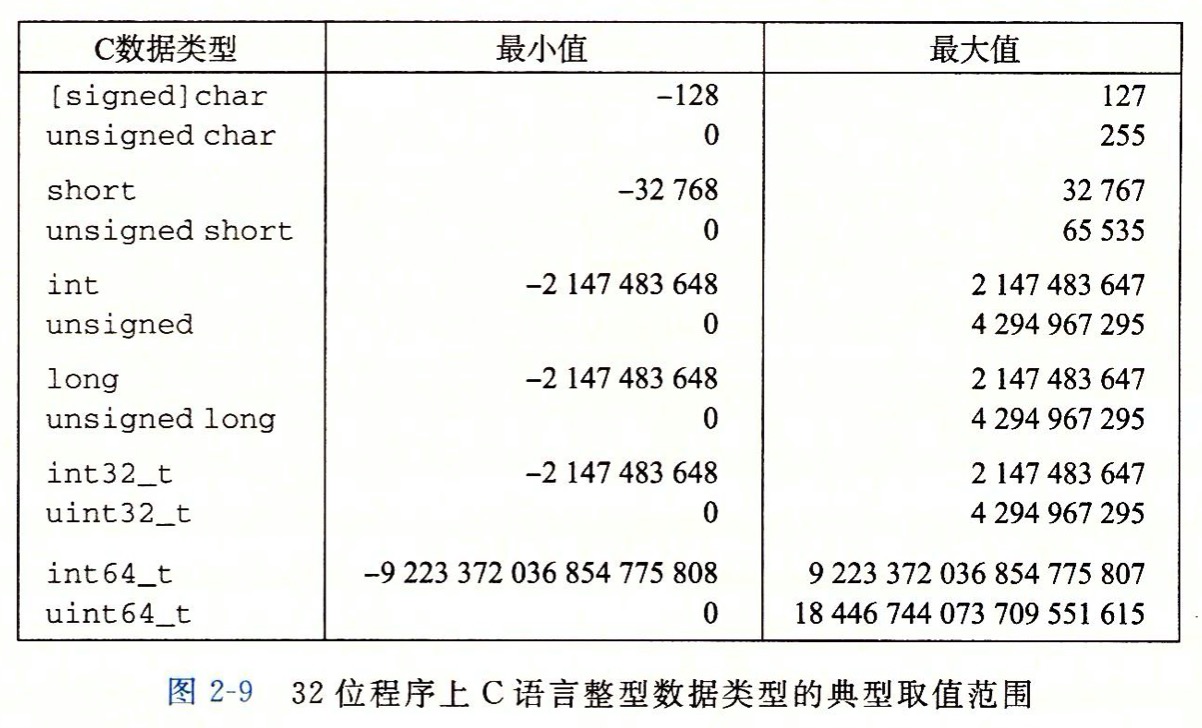 C数据类型 最小值 最大值
[signed]char –128 127
unsigned char 0 255
short –32 768 32 767
unsigned short 0 65 535
int –2 147 483 648 2 147 483 647
unsigned 0 4 294 967 295
long –2 147 483 648 2 147 483 647
unsigned long 0 4 294 967 295
int32_t –2 147 483 648 2 147 483 647
uint32_t 0 4 294 967 295
int64_t –9 223 372 036 854 775 808 9 223 372 036 854 775 807
uint64_t 0 18 446 744 073 709 551 615
图 2-9 32 位程序上 C 语言整型数据类型的典型取值范围